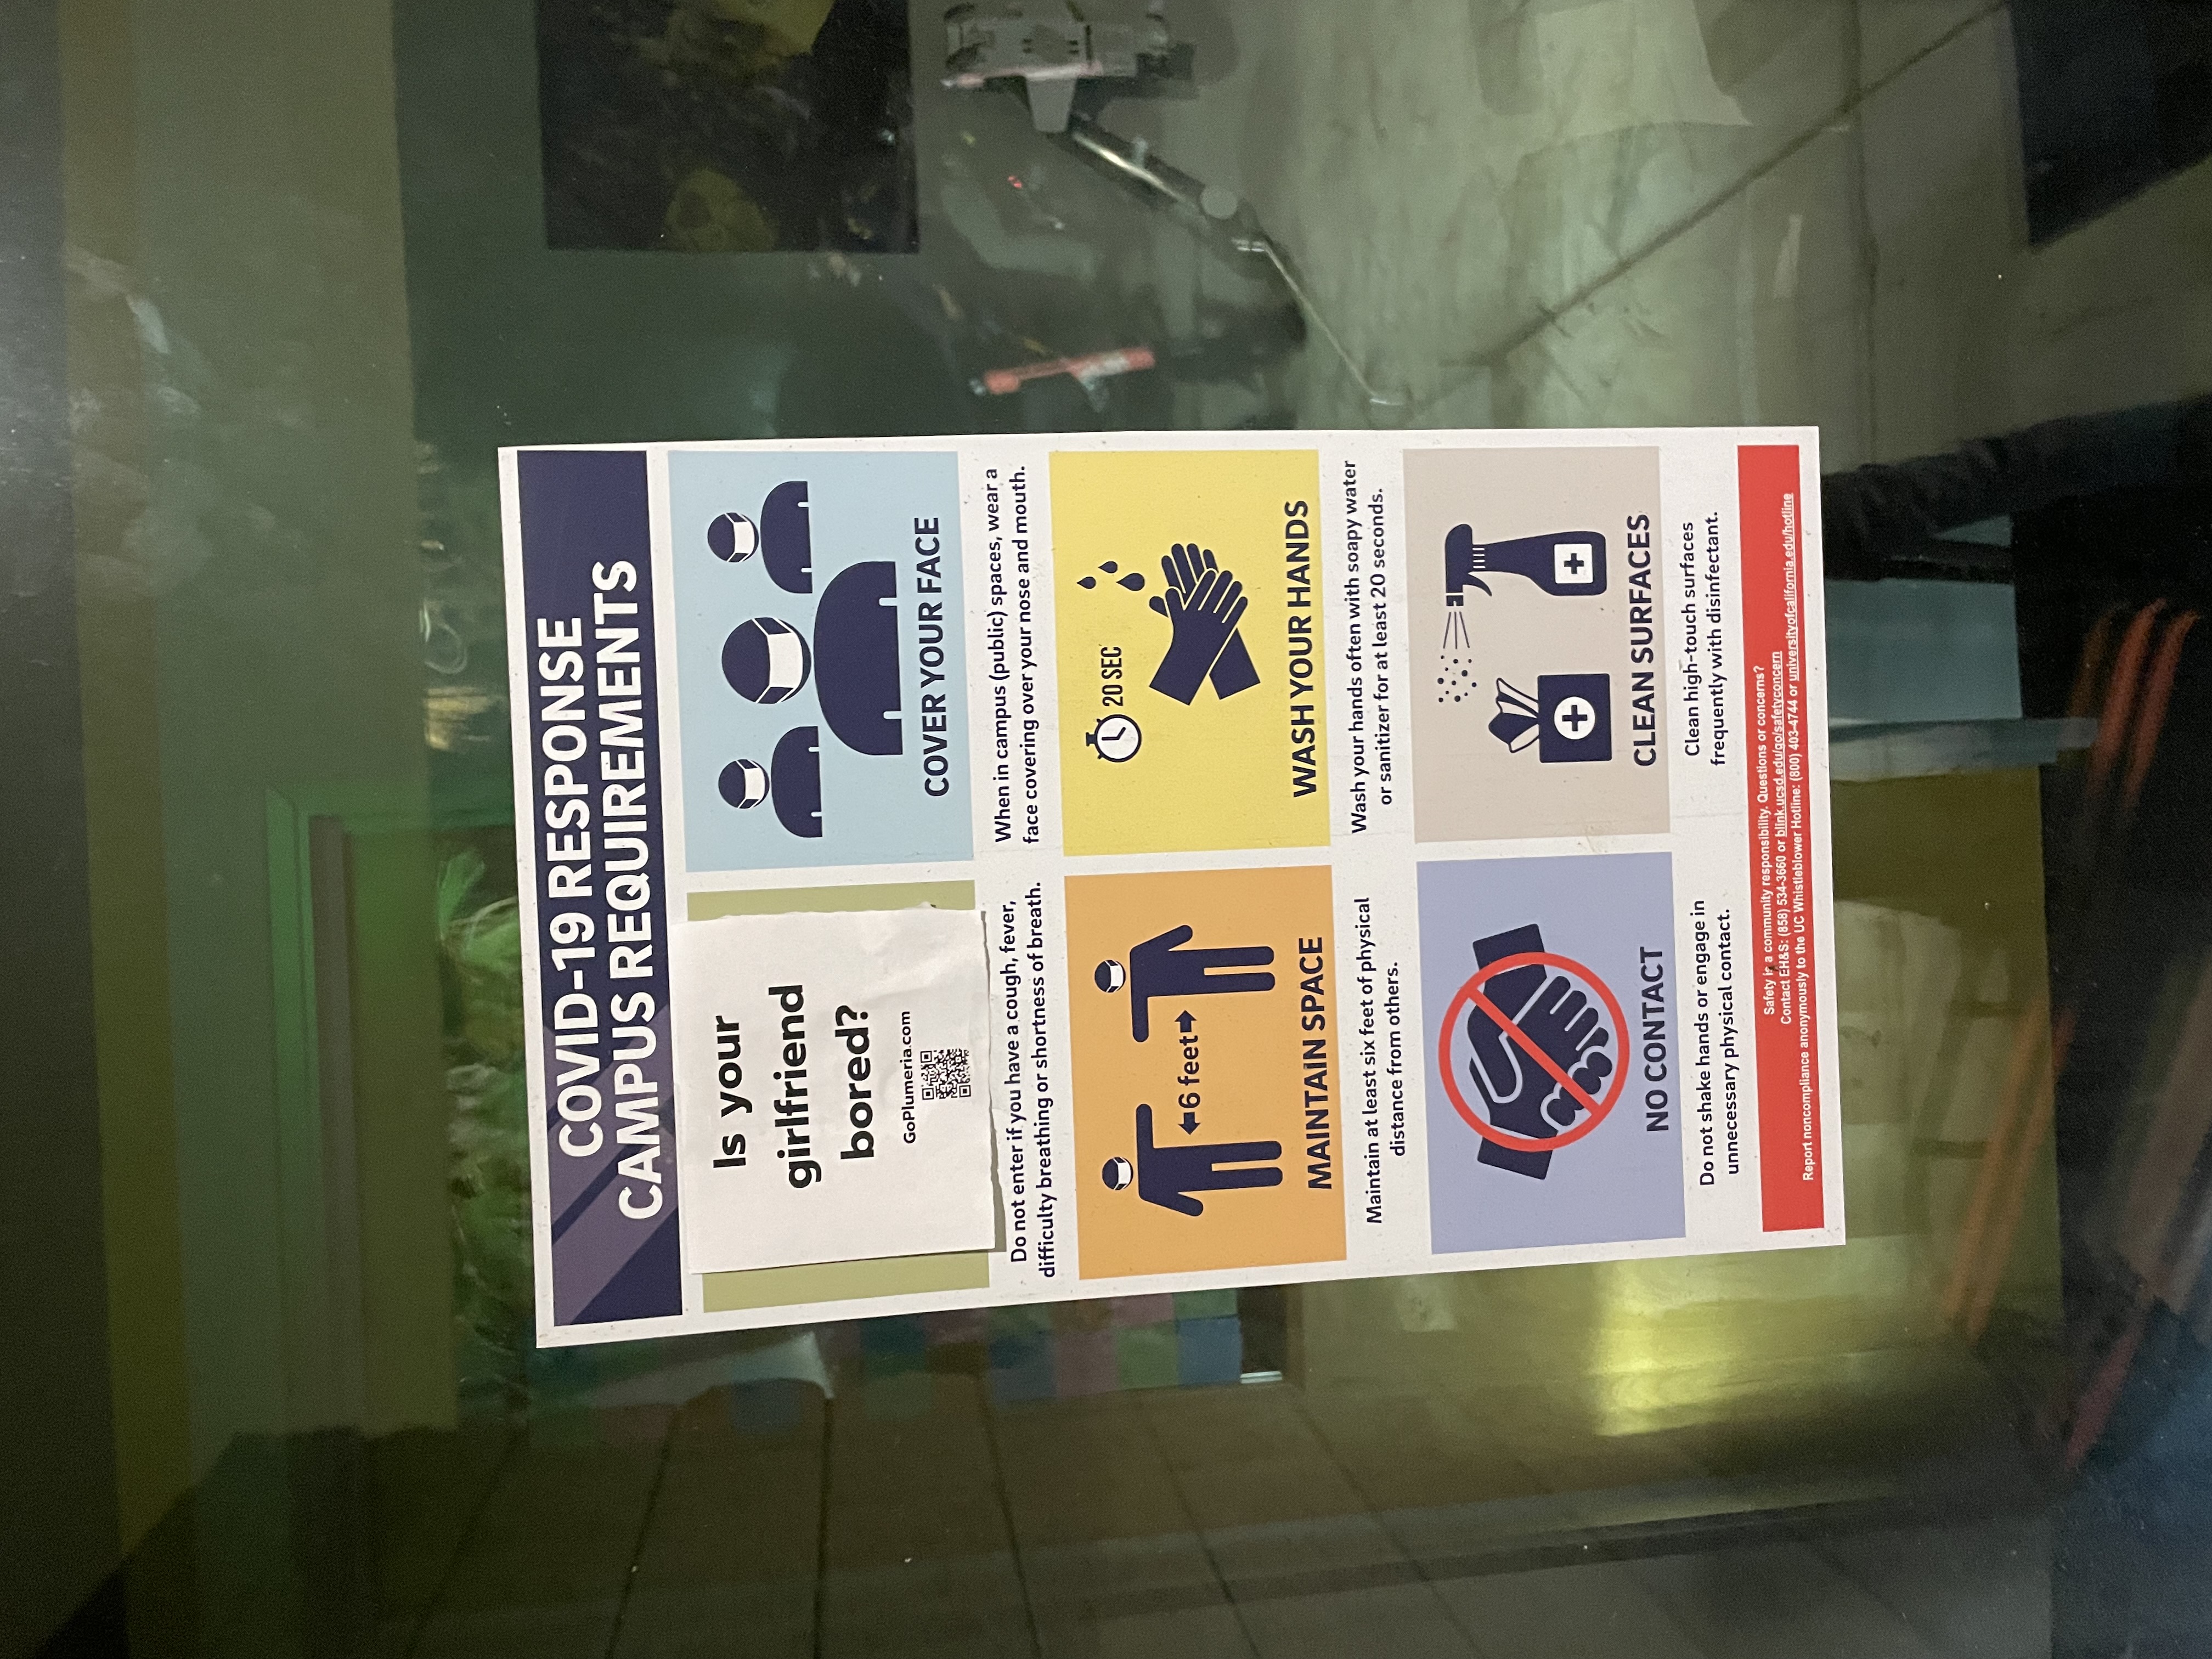 COVID-19 RESPONSE
CAMPUS REQUIREMENTS
Is your
girlfriend
bored?
GoPlumeria.com
Do not enter if you have a cough, fever,
difficulty breathing or shortness of breath.
COVER YOUR FACE
When in campus (public) spaces, wear a
face covering over your nose and mouth.
6 feet
MAINTAIN SPACE
Maintain at least six feet of physical
distance from others.
20 SEC
WASH YOUR HANDS
Wash your hands often with soapy water
or sanitizer for at least 20 seconds.
NO CONTACT
Do not shake hands or engage in
unnecessary physical contact.
CLEAN SURFACES
Clean high-touch surfaces
frequently with disinfectant.
Safety is a community responsibility. Questions or concerns?
Contact EH&S: (858) 534-3660 or blink.ucsd.edu/go/safetyconcern
Report noncompliance anonymously to the UC Whistleblower Hotline: (800) 403-4744 or universityofcalifornia.edu/hotline